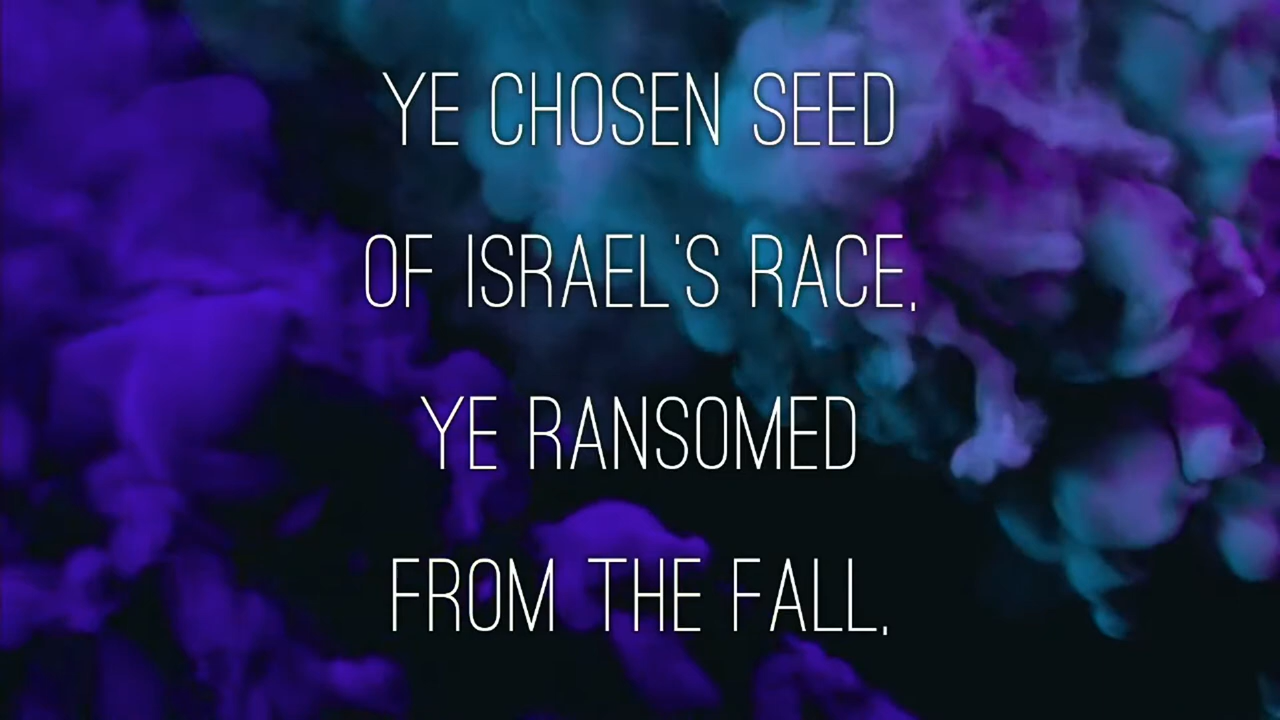 YE CHOSEN SEED
OF ISRAEL'S RACE,
YE RANSOMED
FROM THE FALL,